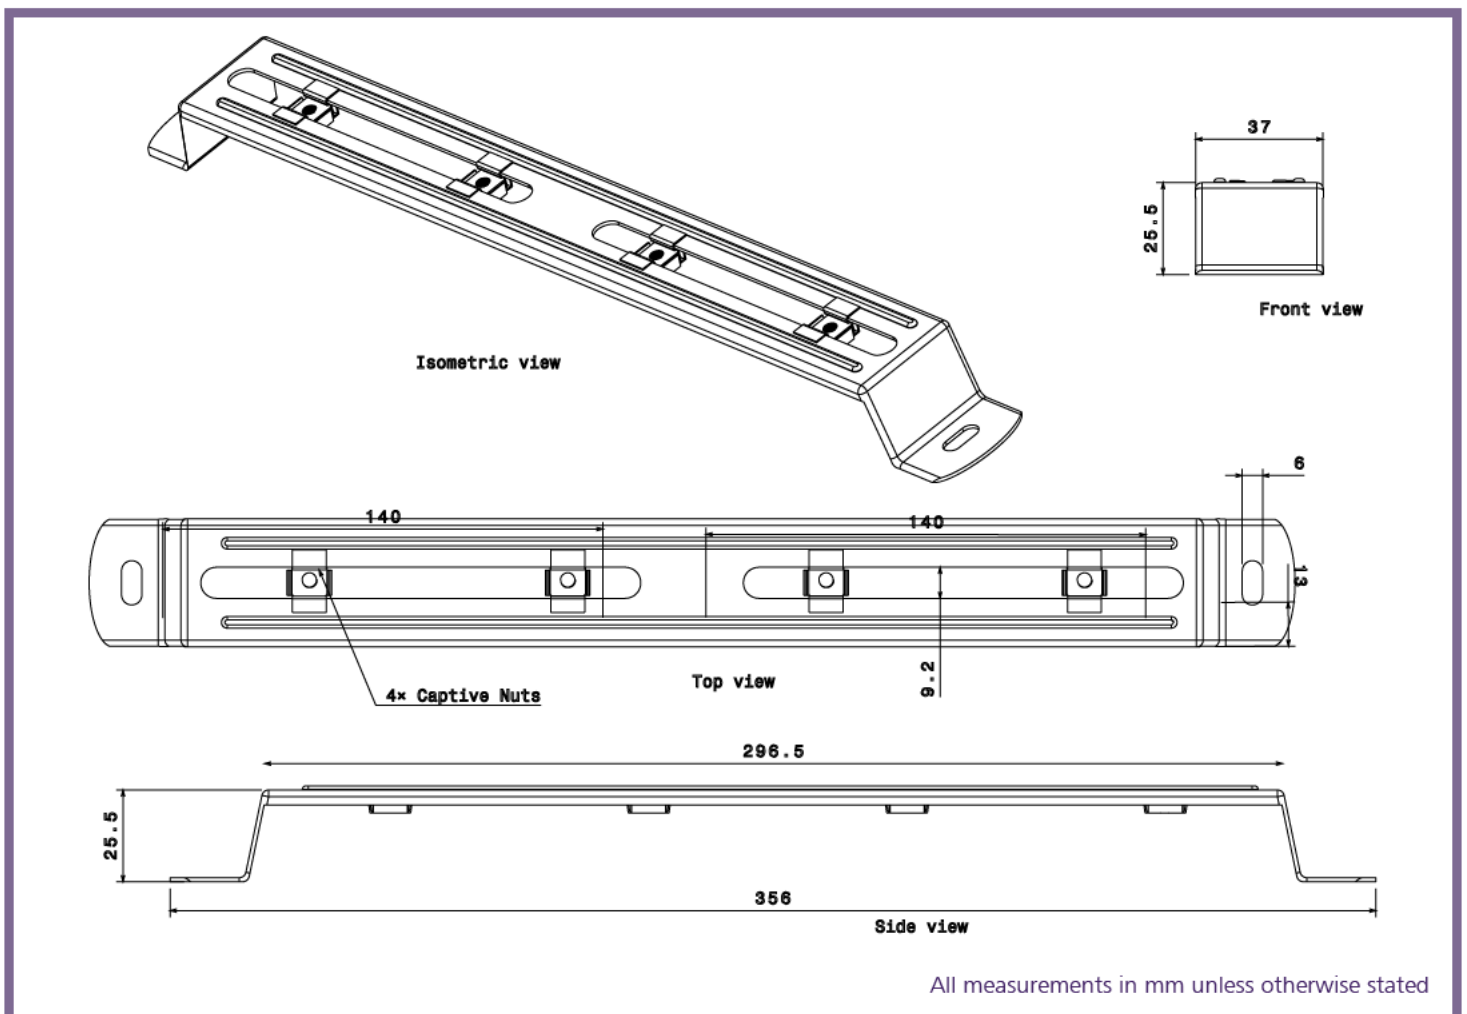 37
25.5
Front view
Isometric view
6
140
140
13
9.2
Top view
4× Captive Nuts
296.5
25.5
356
Side view
All measurements in mm unless otherwise stated